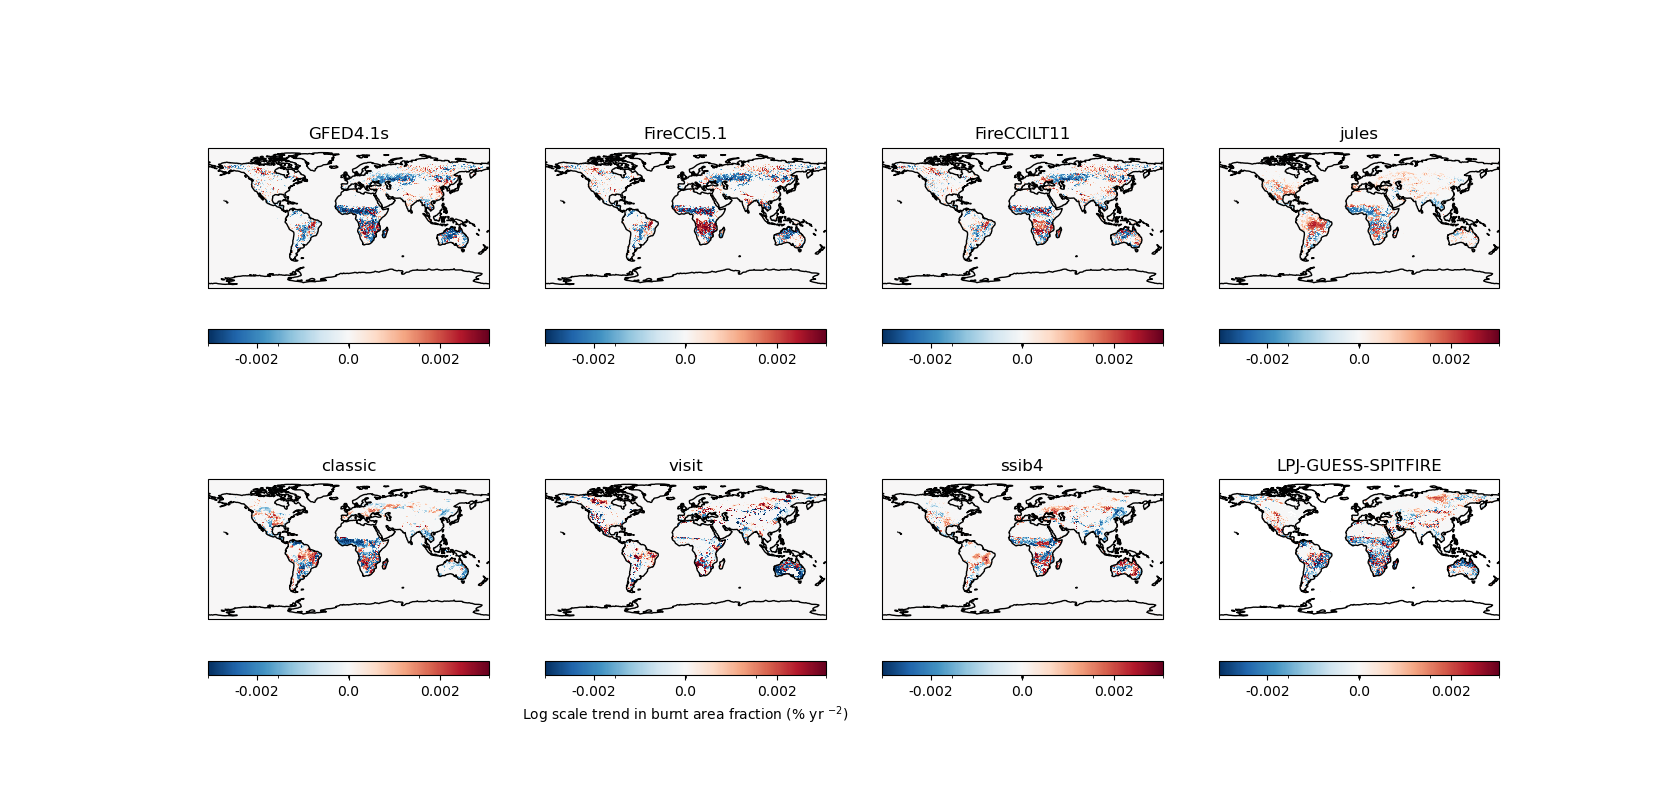 GFED4.1s FireCCI5.1 FireCCILT11 jules
-0.002 0.0 0.002 -0.002 0.0 0.002 -0.002 0.0 0.002 -0.002 0.0 0.002
classic visit ssib4 LPJ-GUESS-SPITFIRE
-0.002 0.0 0.002 -0.002 0.0 0.002 -0.002 0.0 0.002 -0.002 0.0 0.002
Log scale trend in burnt area fraction (% yr ⁻²)